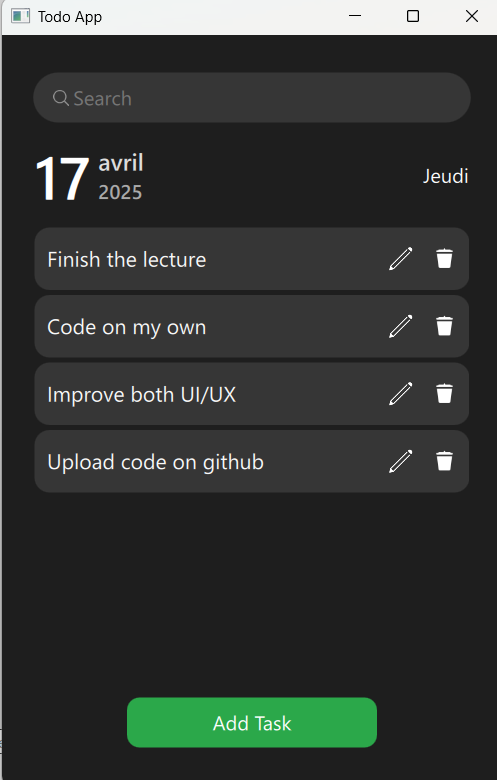 Todo App
Search
17 avril
2025
Jeudi
Finish the lecture
Code on my own
Improve both UI/UX
Upload code on github
Add Task